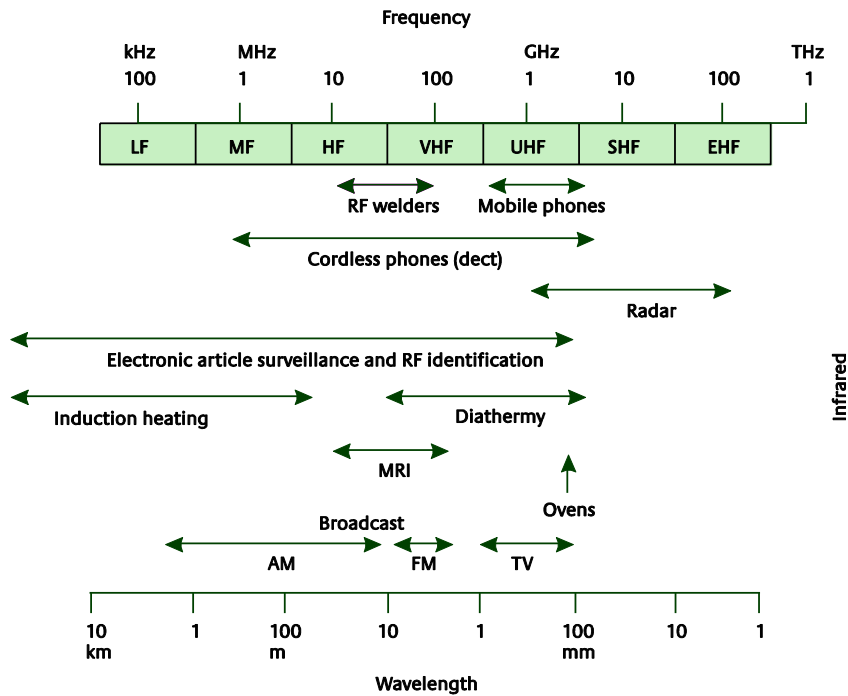 Frequency
kHz MHz GHz THz
100 1 10 100 1 10 100 1
LF MF HF VHF UHF SHF EHF
RF welders Mobile phones
Cordless phones (dect)
Radar
Electronic article surveillance and RF identification
Infrared
Induction heating Diathermy
MRI
Ovens
Broadcast
AM FM TV
10 1 100 10 1 100 10 1
km m mm
Wavelength